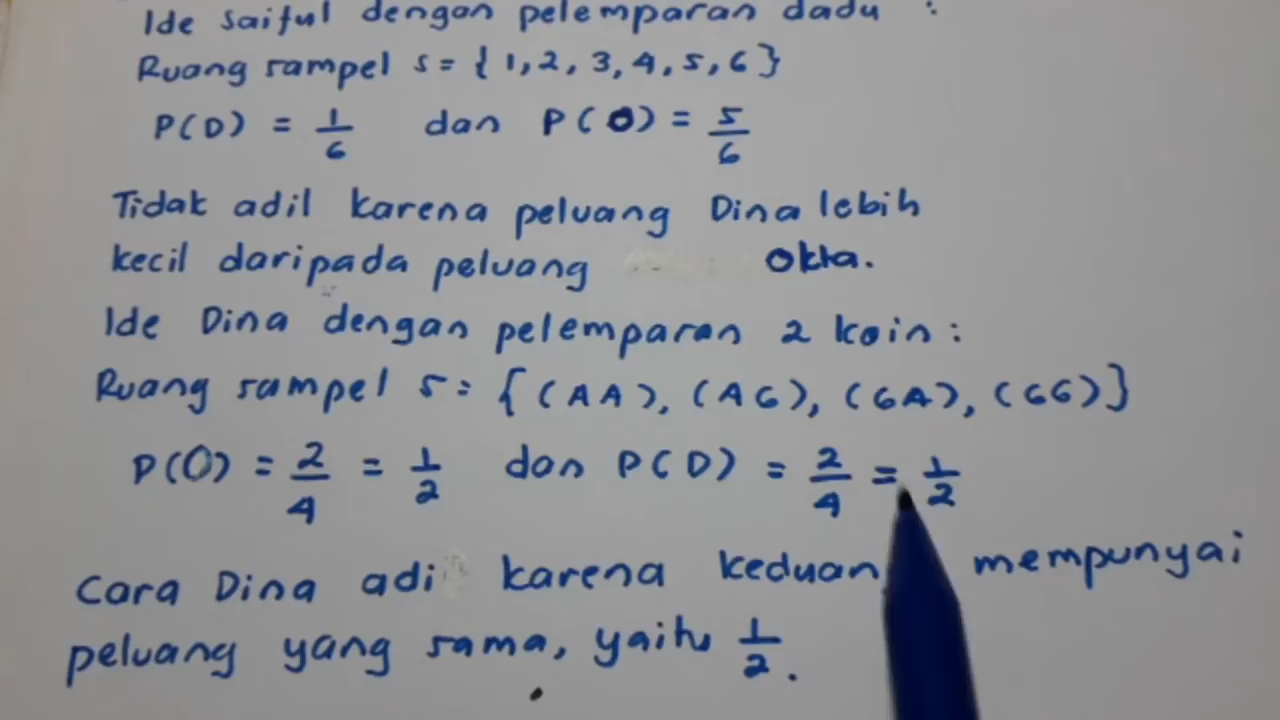 Ide Saiful dengan pelemparan dadu :
Ruang sampel S = { 1, 2, 3, 4, 5, 6 }
P(D) = 1/6 dan P(O) = 5/6
Tidak adil karena peluang Dina lebih
kecil daripada peluang Okta.
Ide Dina dengan pelemparan 2 koin :
Ruang sampel S = {(AA), (AG), (GA), (GG)}
P(O) = 2/4 = 1/2 dan P(D) = 2/4 = 1/2
Cara Dina adi karena keduan mempunyai
peluang yang sama, yaitu 1/2.